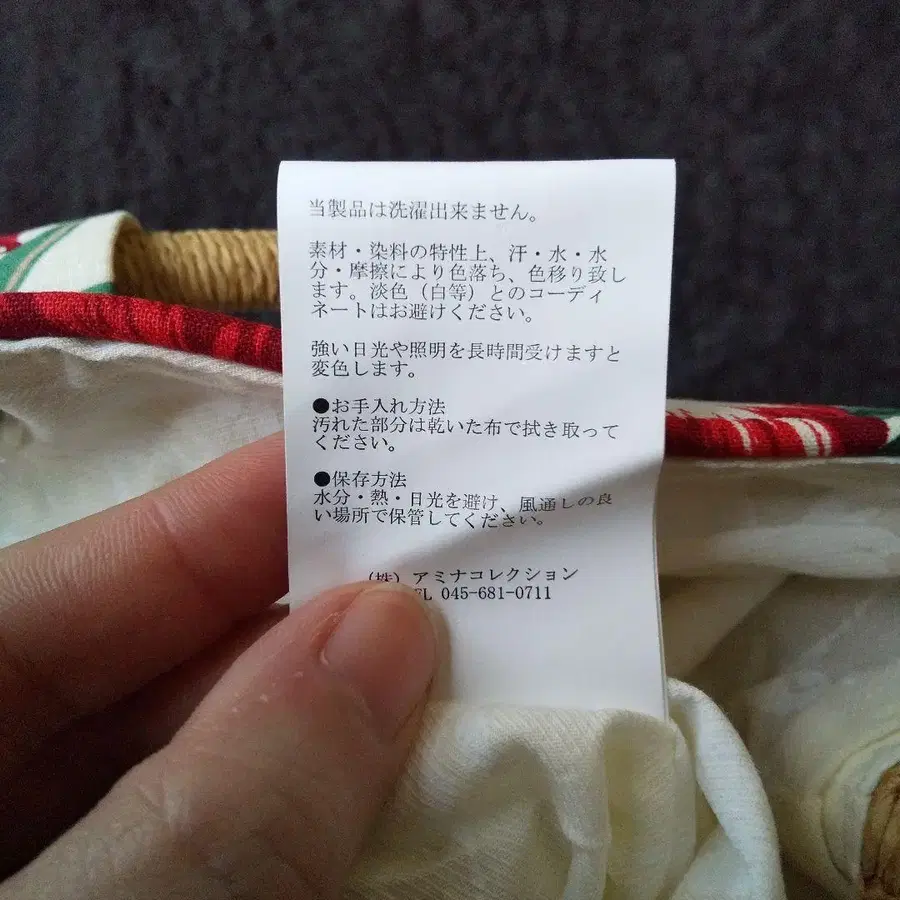 当製品は洗濯出来ません。
素材・染料の特性上、汗・水・水
分・摩擦により色落ち、色移り致し
ます。淡色（白等）とのコーディ
ネートはお避けください。
強い日光や照明を長時間受けますと
変色します。
●お手入れ方法
汚れた部分は乾いた布で拭き取って
ください。
●保存方法
水分・熱・日光を避け、風通しの良
い場所で保管してください。
（株）アミナコレクション
EL 045-681-0711